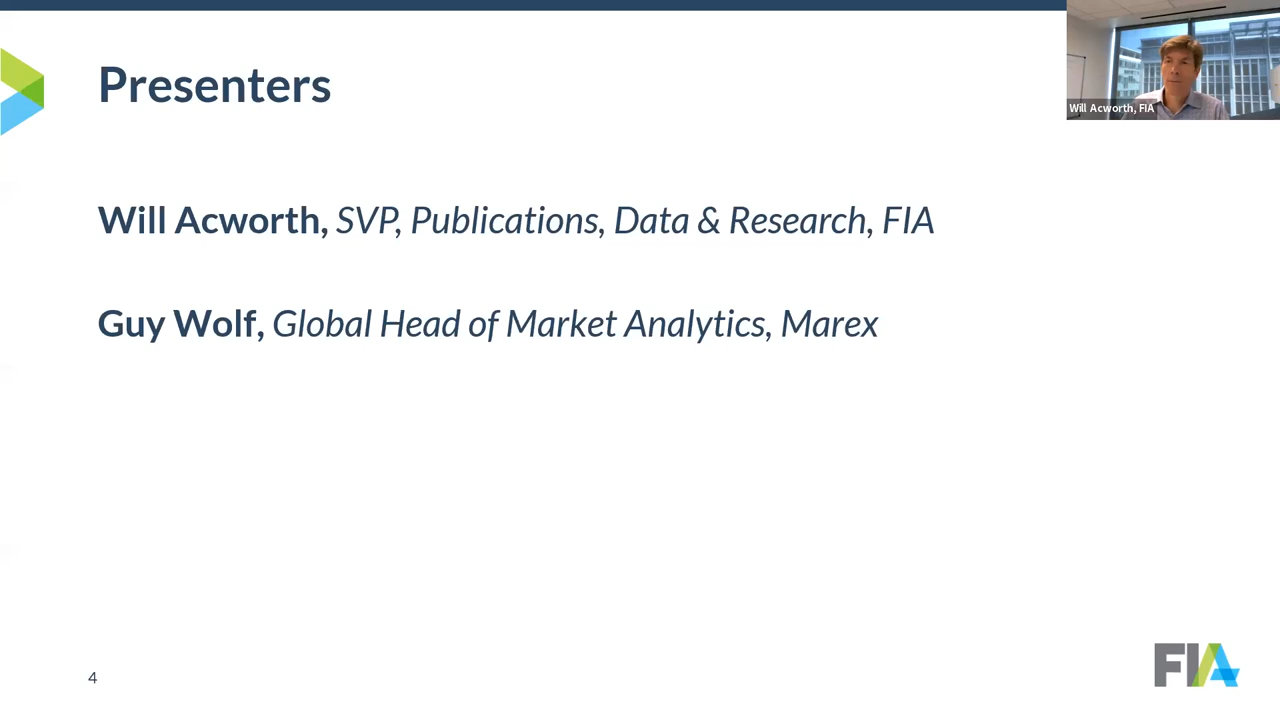 Presenters
Will Acworth, FIA
Will Acworth, SVP, Publications, Data & Research, FIA
Guy Wolf, Global Head of Market Analytics, Marex
4
FIA